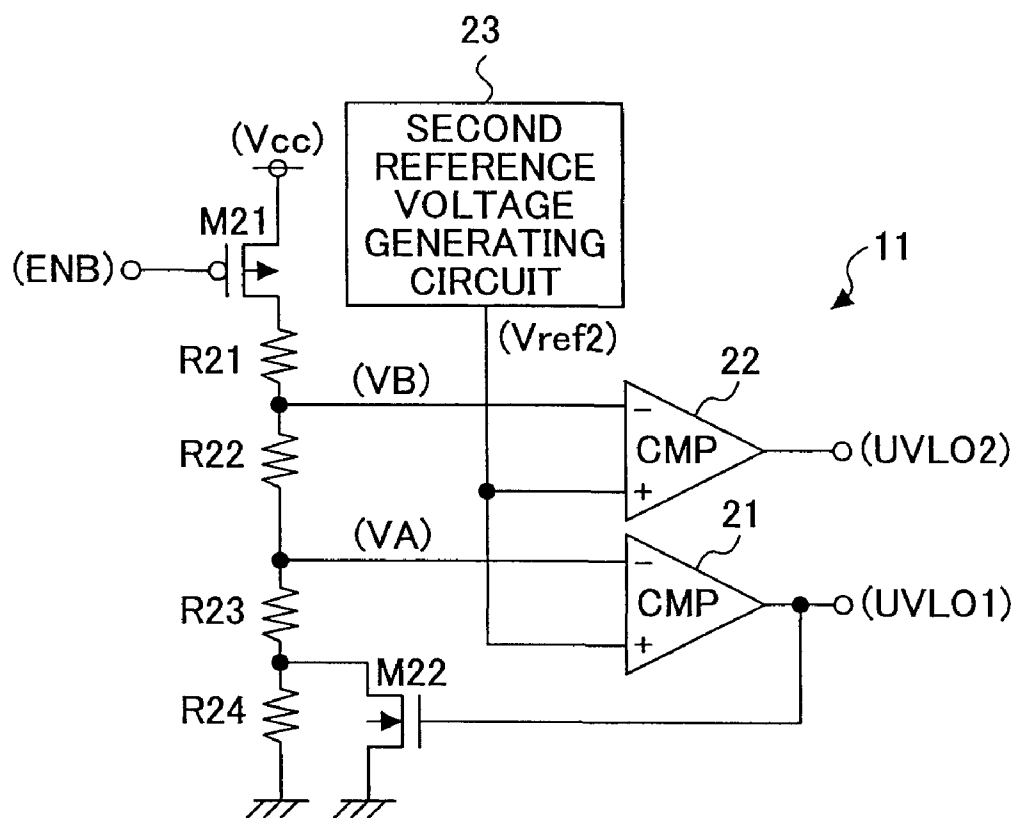 23
SECOND
REFERENCE
VOLTAGE
GENERATING
CIRCUIT
(Vcc)
M21
(ENB)
11
(Vref2)
R21
(VB)
22
−
CMP
+
(UVLO2)
R22
(VA)
21
−
CMP
+
(UVLO1)
R23
M22
R24